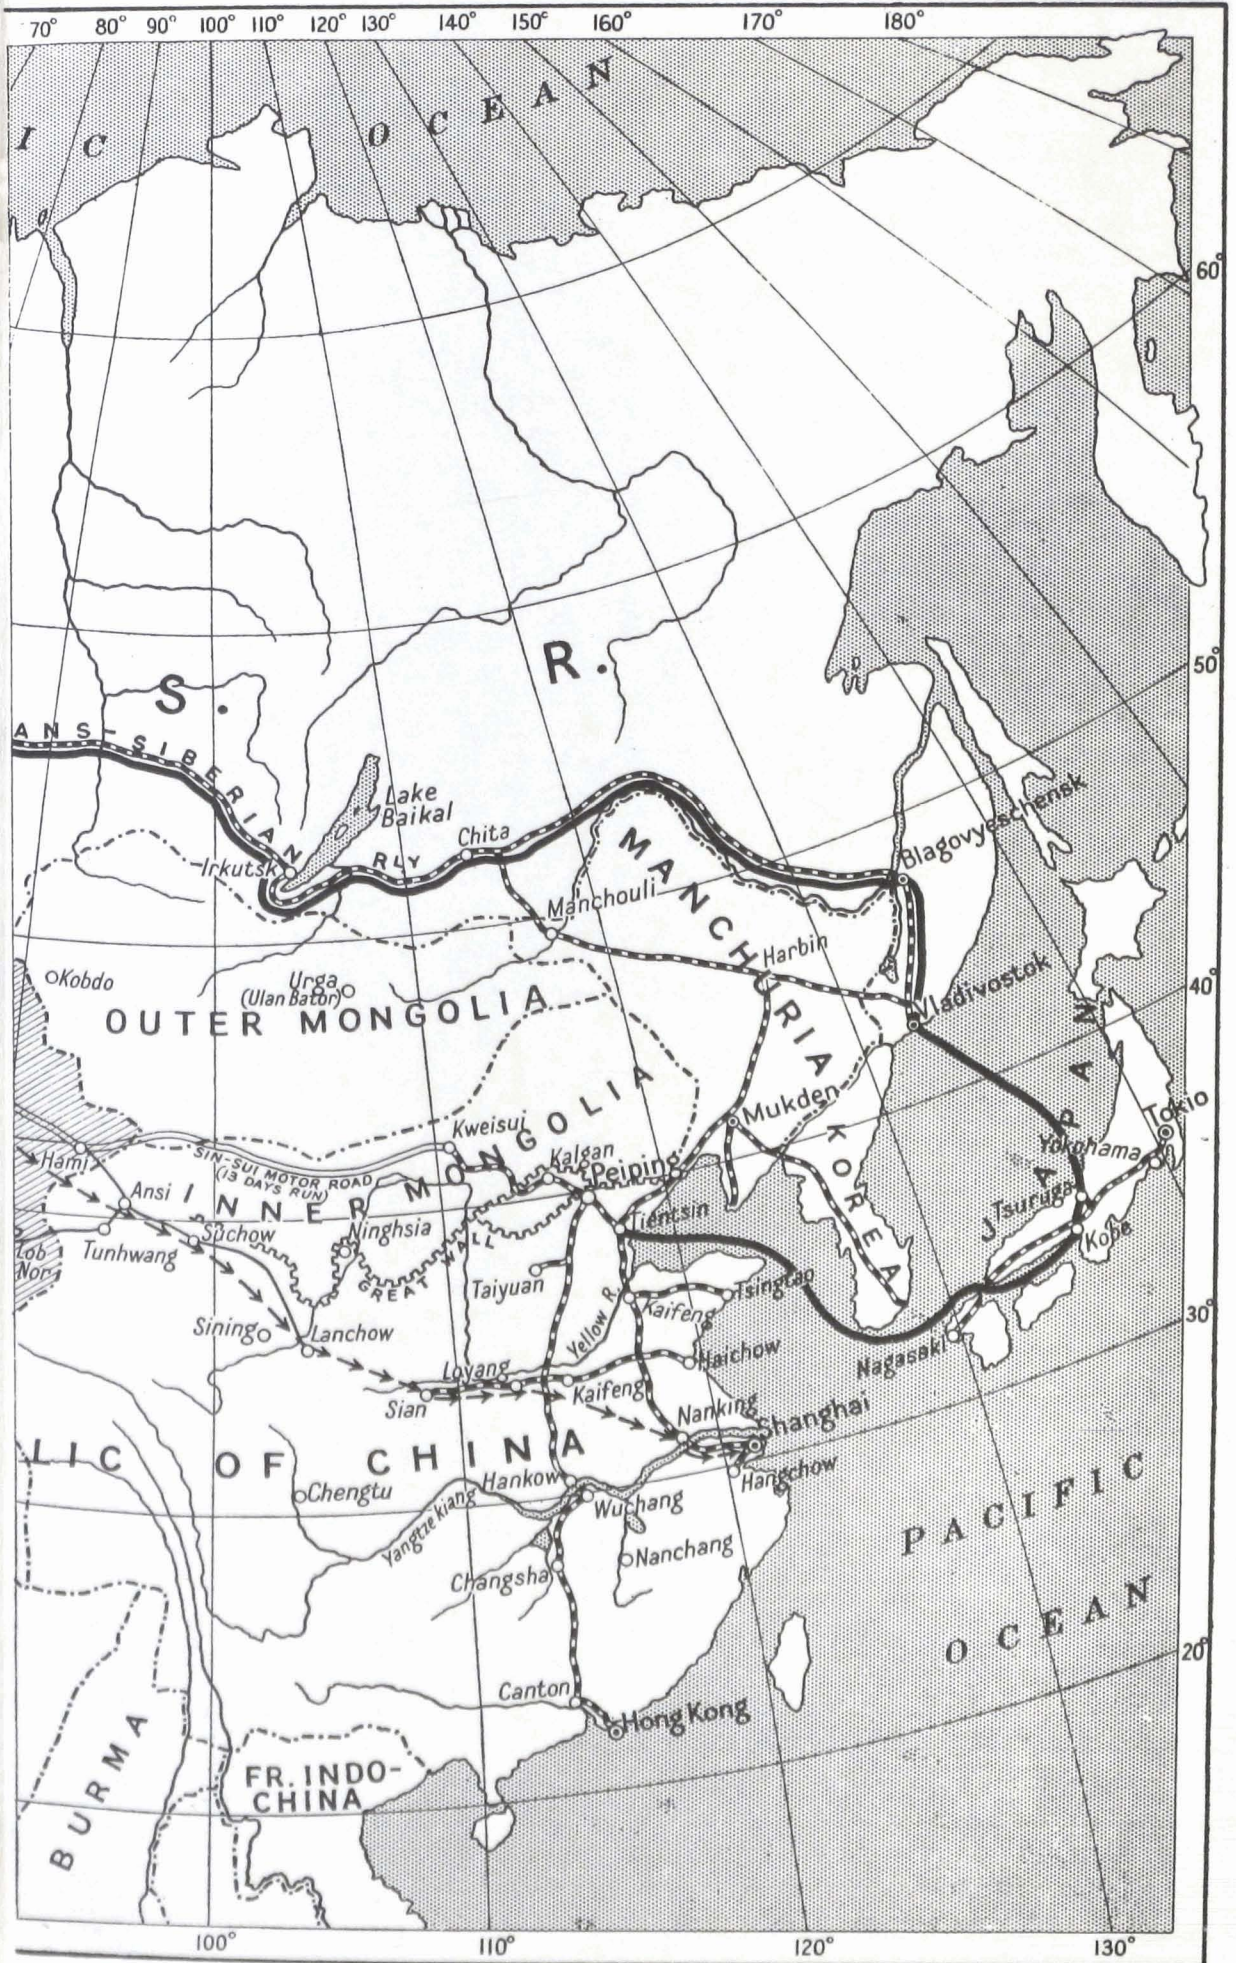 70° 80° 90° 100° 110° 120° 130° 140° 150° 160° 170° 180°
I C OCEAN
60°
50°
S. R.
ANS-SIBERIAN RLY
Lake
Baikal
Irkutsk
Chita
Blagovyeschensk
MANCHURIA
Manchouli
Harbin
Vladivostok
Kobdo
Urga
(Ulan Bator)
OUTER MONGOLIA
40°
JAPAN
Mukden
Tokio
Yokohama
KOREA
Kweisui
Kalgan
Peiping
INNER MONGOLIA
SIN-SUI MOTOR ROAD
(13 DAYS RUN)
Hami
Ansi
Suchow
Tunhwang
Lob
Nor
Ninghsia
GREAT WALL
Tientsin
Tsuruga
Kobe
Taiyuan
Tsingtao
Kaifeng
Yellow R.
Sining
Lanchow
Loyang
Haichow
Nagasaki
30°
Sian
Kaifeng
Nanking
Shanghai
LIC OF CHINA
Hankow
Hangchow
Chengtu
Yangtze kiang
Wuchang
Nanchang
Changsha
PACIFIC
OCEAN
20°
Canton
Hong Kong
BURMA
FR. INDO-
CHINA
100° 110° 120° 130°